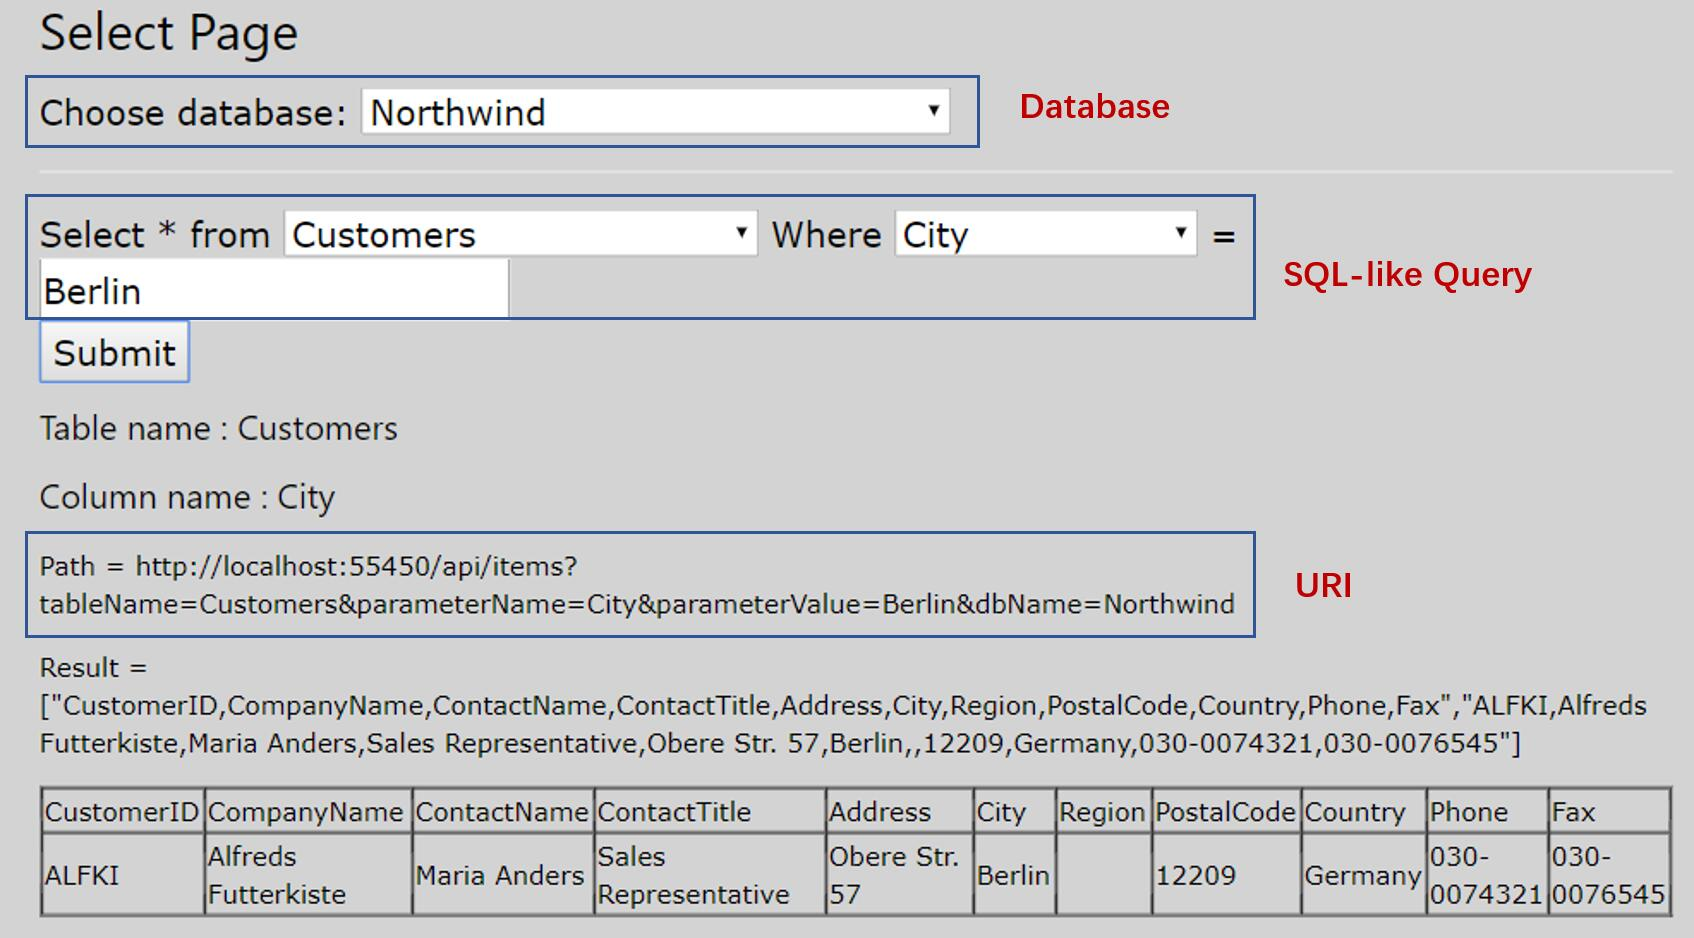 Select Page
Choose database: Northwind
Database
Select * from Customers Where City =
Berlin
SQL-like Query
Submit
Table name : Customers
Column name : City
Path = http://localhost:55450/api/items?
tableName=Customers&parameterName=City&parameterValue=Berlin&dbName=Northwind
URI
Result =
["CustomerID,CompanyName,ContactName,ContactTitle,Address,City,Region,PostalCode,Country,Phone,Fax","ALFKI,Alfreds
Futterkiste,Maria Anders,Sales Representative,Obere Str. 57,Berlin,,12209,Germany,030-0074321,030-0076545"]
CustomerID CompanyName ContactName ContactTitle Address City Region PostalCode Country Phone Fax
ALFKI Alfreds Futterkiste Maria Anders Sales Representative Obere Str. 57 Berlin 12209 Germany 030-0074321 030-0076545